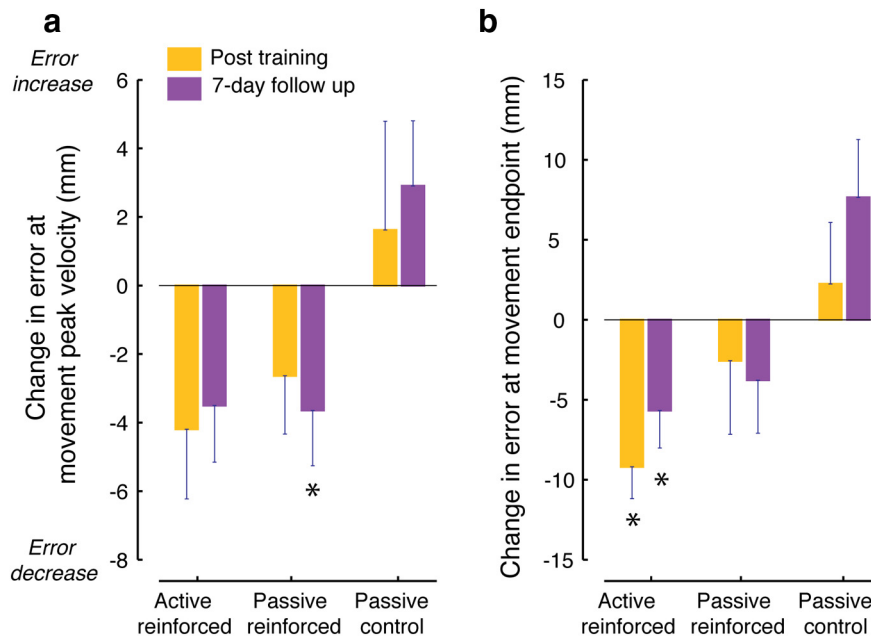 a
Error
increase
Post training
7-day follow up
Change in error at
movement peak velocity (mm)
6
4
2
0
-2
-4
-6
-8
*
Error
decrease
Active
reinforced
Passive
reinforced
Passive
control
b
Change in error at movement endpoint (mm)
15
10
5
0
-5
-10
-15
*
*
Active
reinforced
Passive
reinforced
Passive
control